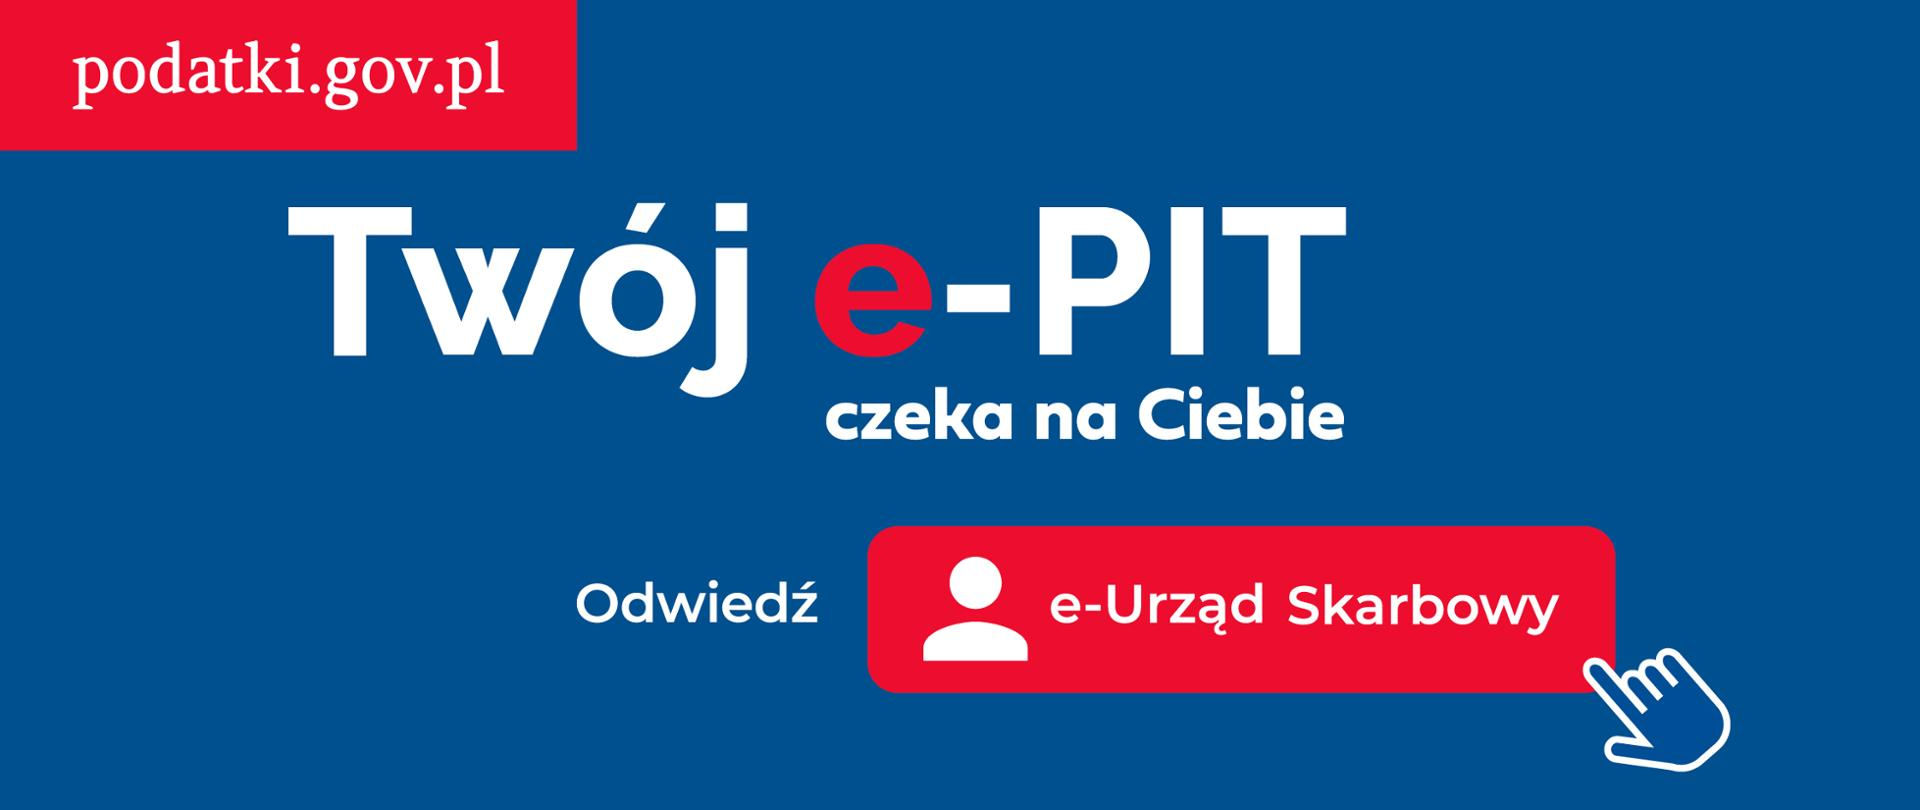 podatki.gov.pl
Twój e-PIT
czeka na Ciebie
Odwiedź e-Urząd Skarbowy